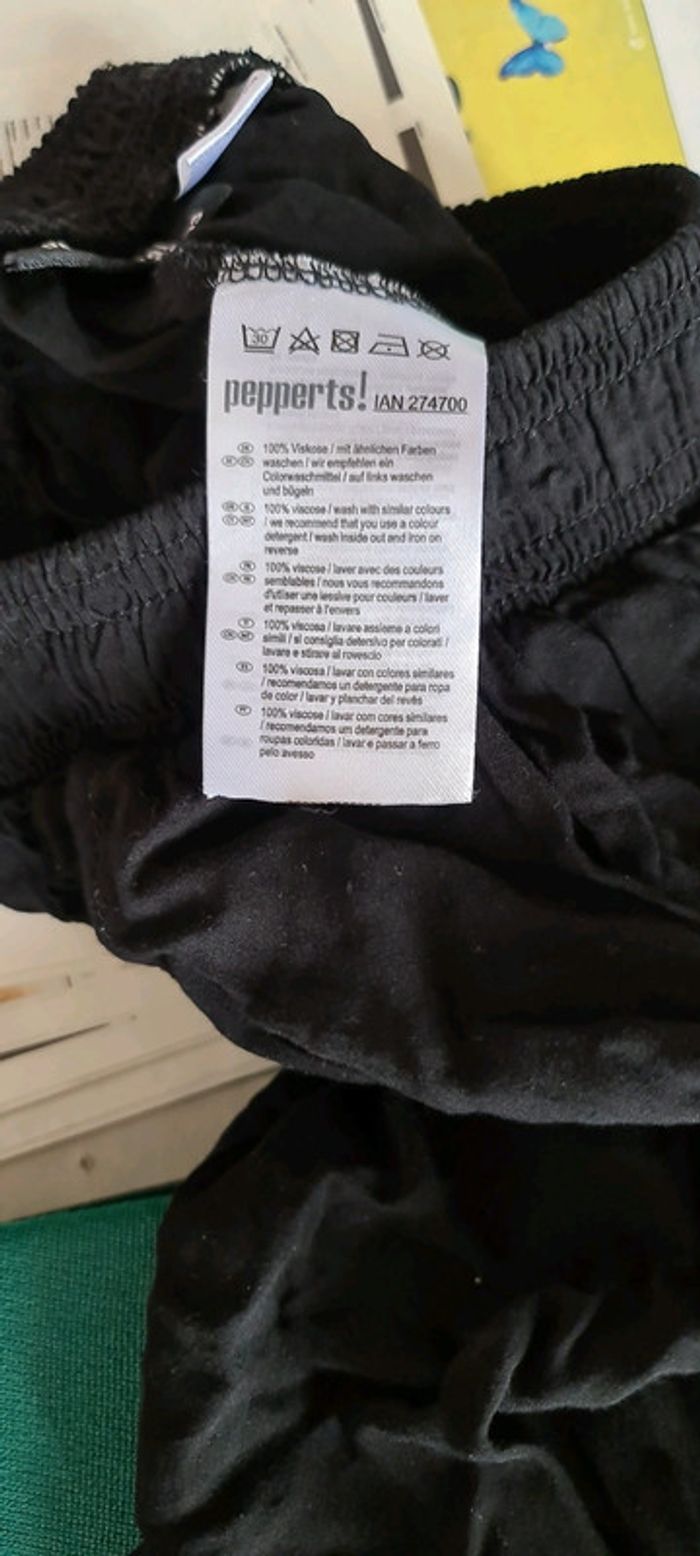 30
pepperts! IAN 274700
100% Viskose / mit ähnlichen Farben
waschen / wir empfehlen ein
Colorwaschmittel / auf links waschen
und bügeln
100% viscose / wash with similar colours
/ we recommend that you use a colour
detergent / wash inside out and iron on
reverse
100% viscose / laver avec des couleurs
semblables / nous vous recommandons
d'utiliser une lessive pour couleurs / laver
et repasser à l'envers
100% viscosa / lavare assieme a colori
simili / si consiglia detersivo per colorati /
lavare e stirare al rovescio
100% viscosa / lavar con colores similares
/ recomendamos un detergente para ropa
de color / lavar y planchar del revés
100% viscose / lavar com cores similares
/ recomendamos um detergente para
roupas coloridas / lavar e passar a ferro
pelo avesso